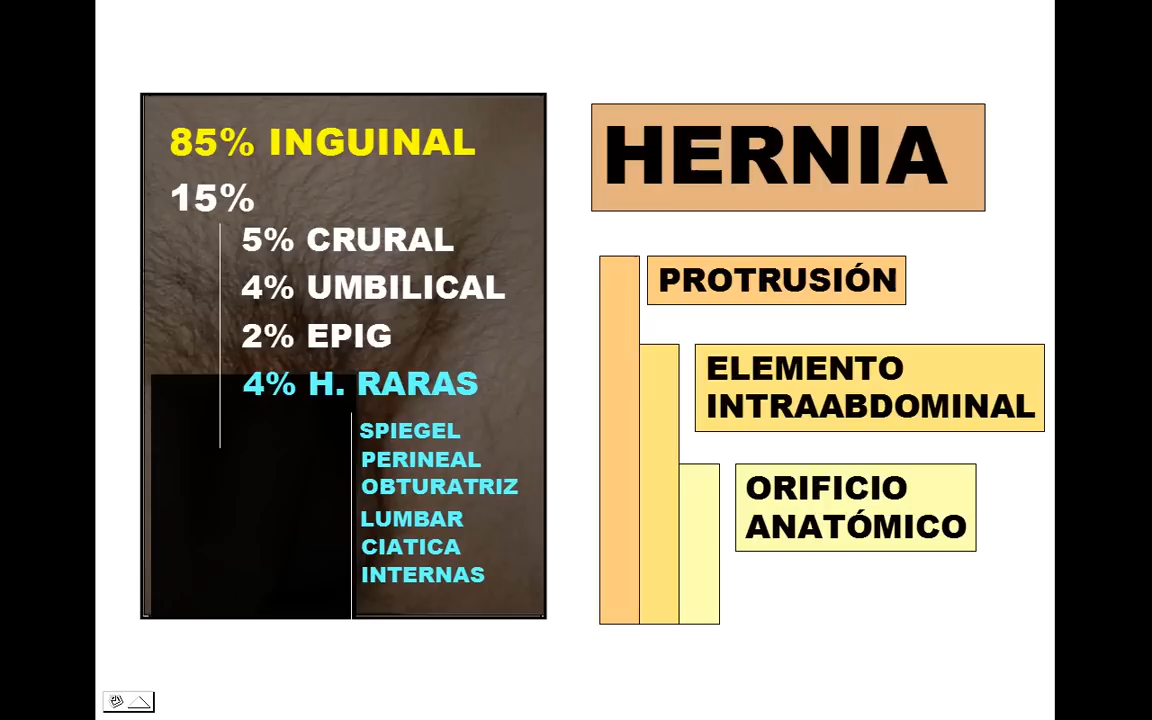 85% INGUINAL
15%
5% CRURAL
4% UMBILICAL
2% EPIG
4% H. RARAS
SPIEGEL
PERINEAL
OBTURATRIZ
LUMBAR
CIATICA
INTERNAS
HERNIA
PROTRUSIÓN
ELEMENTO
INTRAABDOMINAL
ORIFICIO
ANATÓMICO